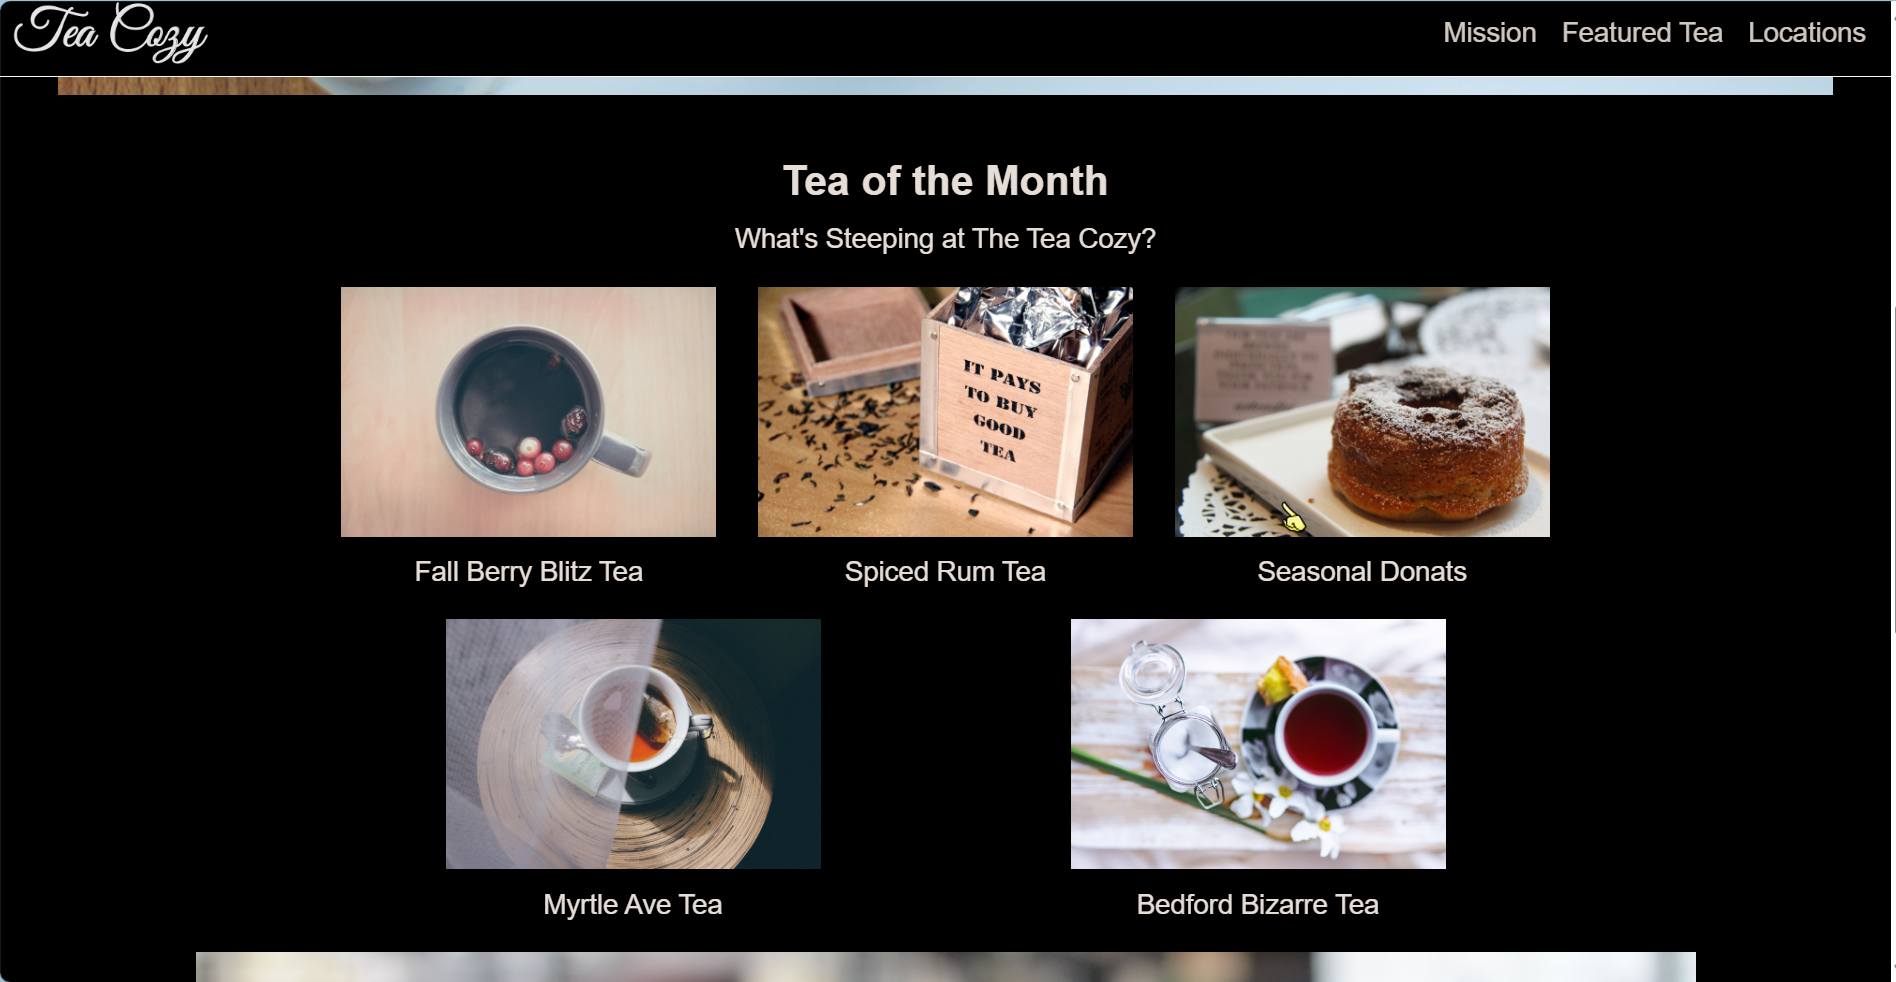 Tea Cozy
Mission Featured Tea Locations
Tea of the Month
What's Steeping at The Tea Cozy?
IT PAYS
TO BUY
GOOD
TEA
Fall Berry Blitz Tea
Spiced Rum Tea
Seasonal Donats
Myrtle Ave Tea
Bedford Bizarre Tea